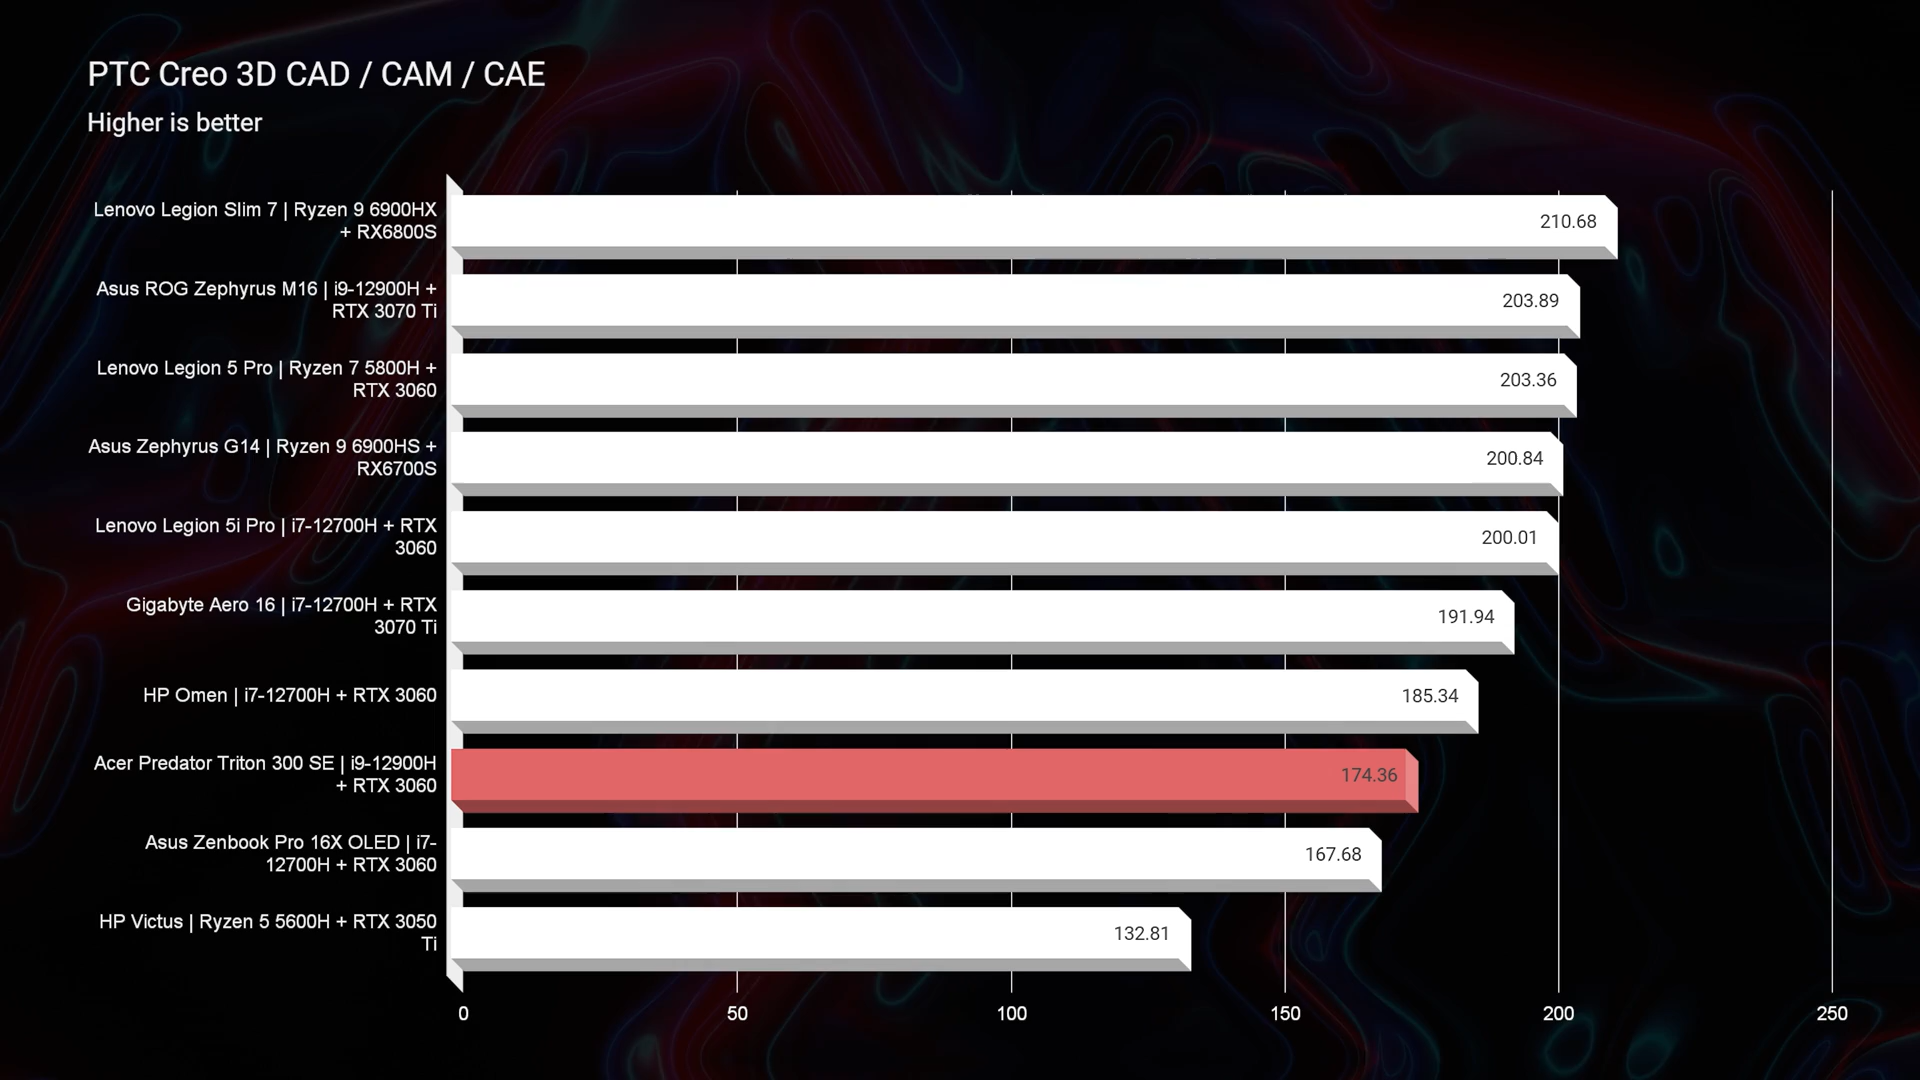 PTC Creo 3D CAD / CAM / CAE
Higher is better
Lenovo Legion Slim 7 | Ryzen 9 6900HX
+ RX6800S
210.68
Asus ROG Zephyrus M16 | i9-12900H +
RTX 3070 Ti
203.89
Lenovo Legion 5 Pro | Ryzen 7 5800H +
RTX 3060
203.36
Asus Zephyrus G14 | Ryzen 9 6900HS +
RX6700S
200.84
Lenovo Legion 5i Pro | i7-12700H + RTX
3060
200.01
Gigabyte Aero 16 | i7-12700H + RTX
3070 Ti
191.94
HP Omen | i7-12700H + RTX 3060
185.34
Acer Predator Triton 300 SE | i9-12900H
+ RTX 3060
174.36
Asus Zenbook Pro 16X OLED | i7-
12700H + RTX 3060
167.68
HP Victus | Ryzen 5 5600H + RTX 3050
Ti
132.81
0 50 100 150 200 250